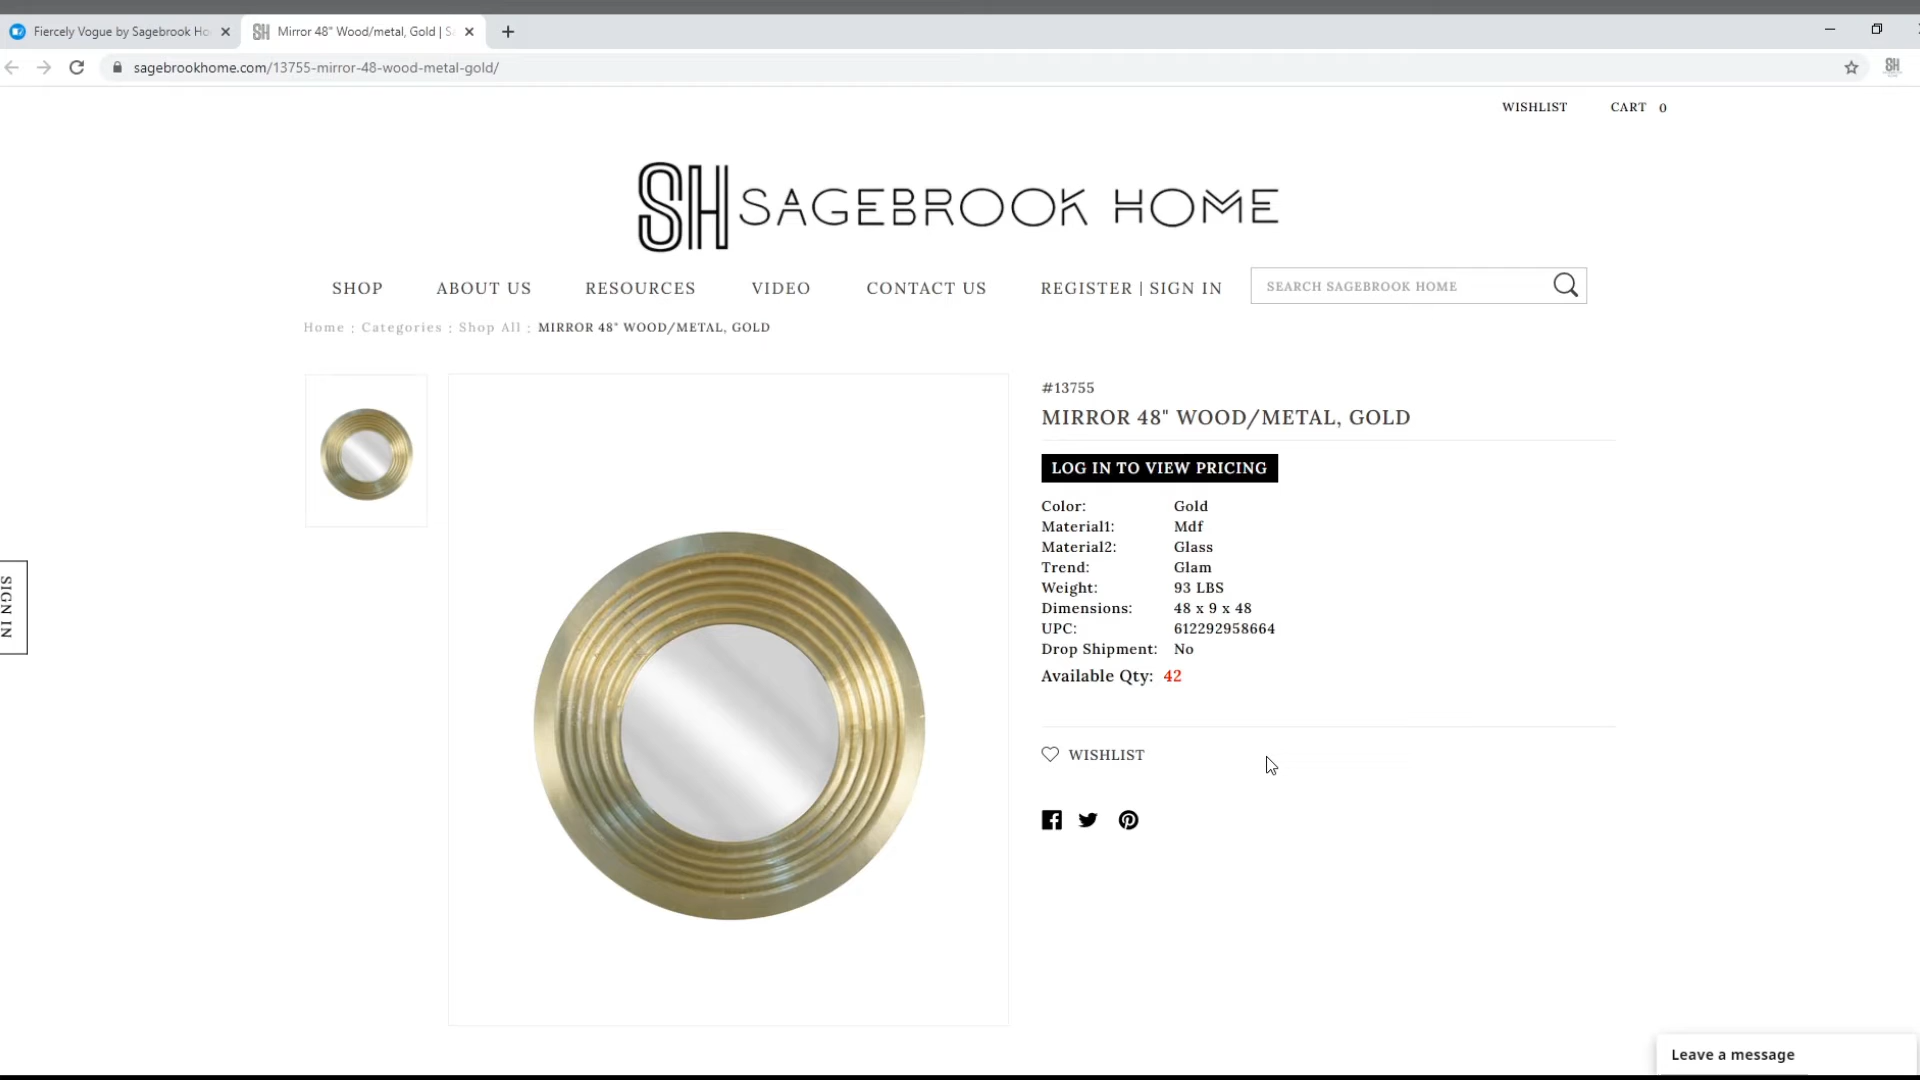 Fiercely Vogue by Sagebrook Ho
Mirror 48" Wood/metal, Gold | S
sagebrookhome.com/13755-mirror-48-wood-metal-gold/
SH
WISHLIST CART 0
SH SAGEBROOK HOME
SHOP ABOUT US RESOURCES VIDEO CONTACT US REGISTER | SIGN IN SEARCH SAGEBROOK HOME
Home : Categories : Shop All : MIRROR 48" WOOD/METAL, GOLD
#13755
MIRROR 48" WOOD/METAL, GOLD
LOG IN TO VIEW PRICING
Color: Gold
Material1: Mdf
Material2: Glass
Trend: Glam
Weight: 93 LBS
Dimensions: 48 x 9 x 48
UPC: 612292958664
Drop Shipment: No
Available Qty: 42
WISHLIST
SIGN IN
Leave a message